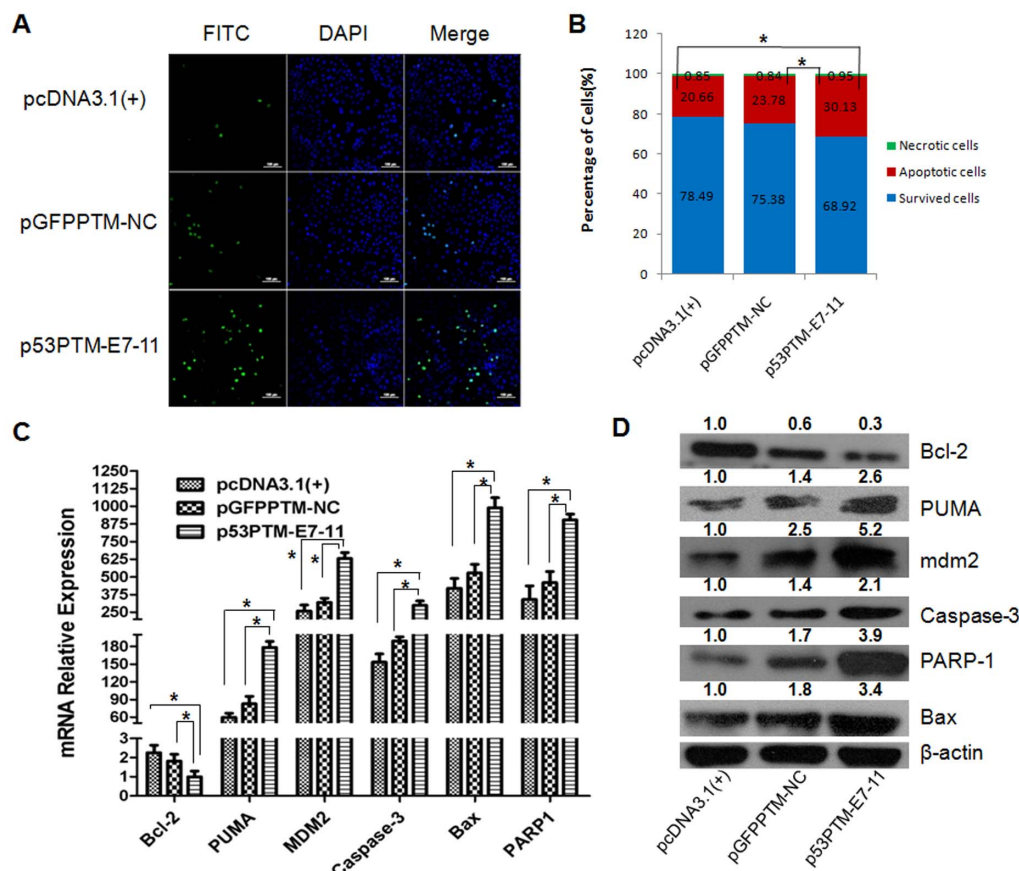 A
FITC DAPI Merge
pcDNA3.1(+)
pGFPPTM-NC
p53PTM-E7-11
B
Percentage of Cells(%)
120
100
80
60
40
20
0
* *
0.85 0.84 0.95
20.66 23.78 30.13
78.49 75.38 68.92
Necrotic cells
Apoptotic cells
Survived cells
pcDNA3.1(+) pGFPPTM-NC p53PTM-E7-11
C
mRNA Relative Expression
1250
1125
1000
875
750
625
500
375
250
180
150
120
90
60
3
2
1
0
pcDNA3.1(+)
pGFPPTM-NC
p53PTM-E7-11
* * * * * * * * * * * *
Bcl-2 PUMA MDM2 Caspase-3 Bax PARP1
D
1.0 0.6 0.3
Bcl-2
1.0 1.4 2.6
PUMA
1.0 2.5 5.2
mdm2
1.0 1.4 2.1
Caspase-3
1.0 1.7 3.9
PARP-1
1.0 1.8 3.4
Bax
β-actin
pcDNA3.1(+) pGFPPTM-NC p53PTM-E7-11